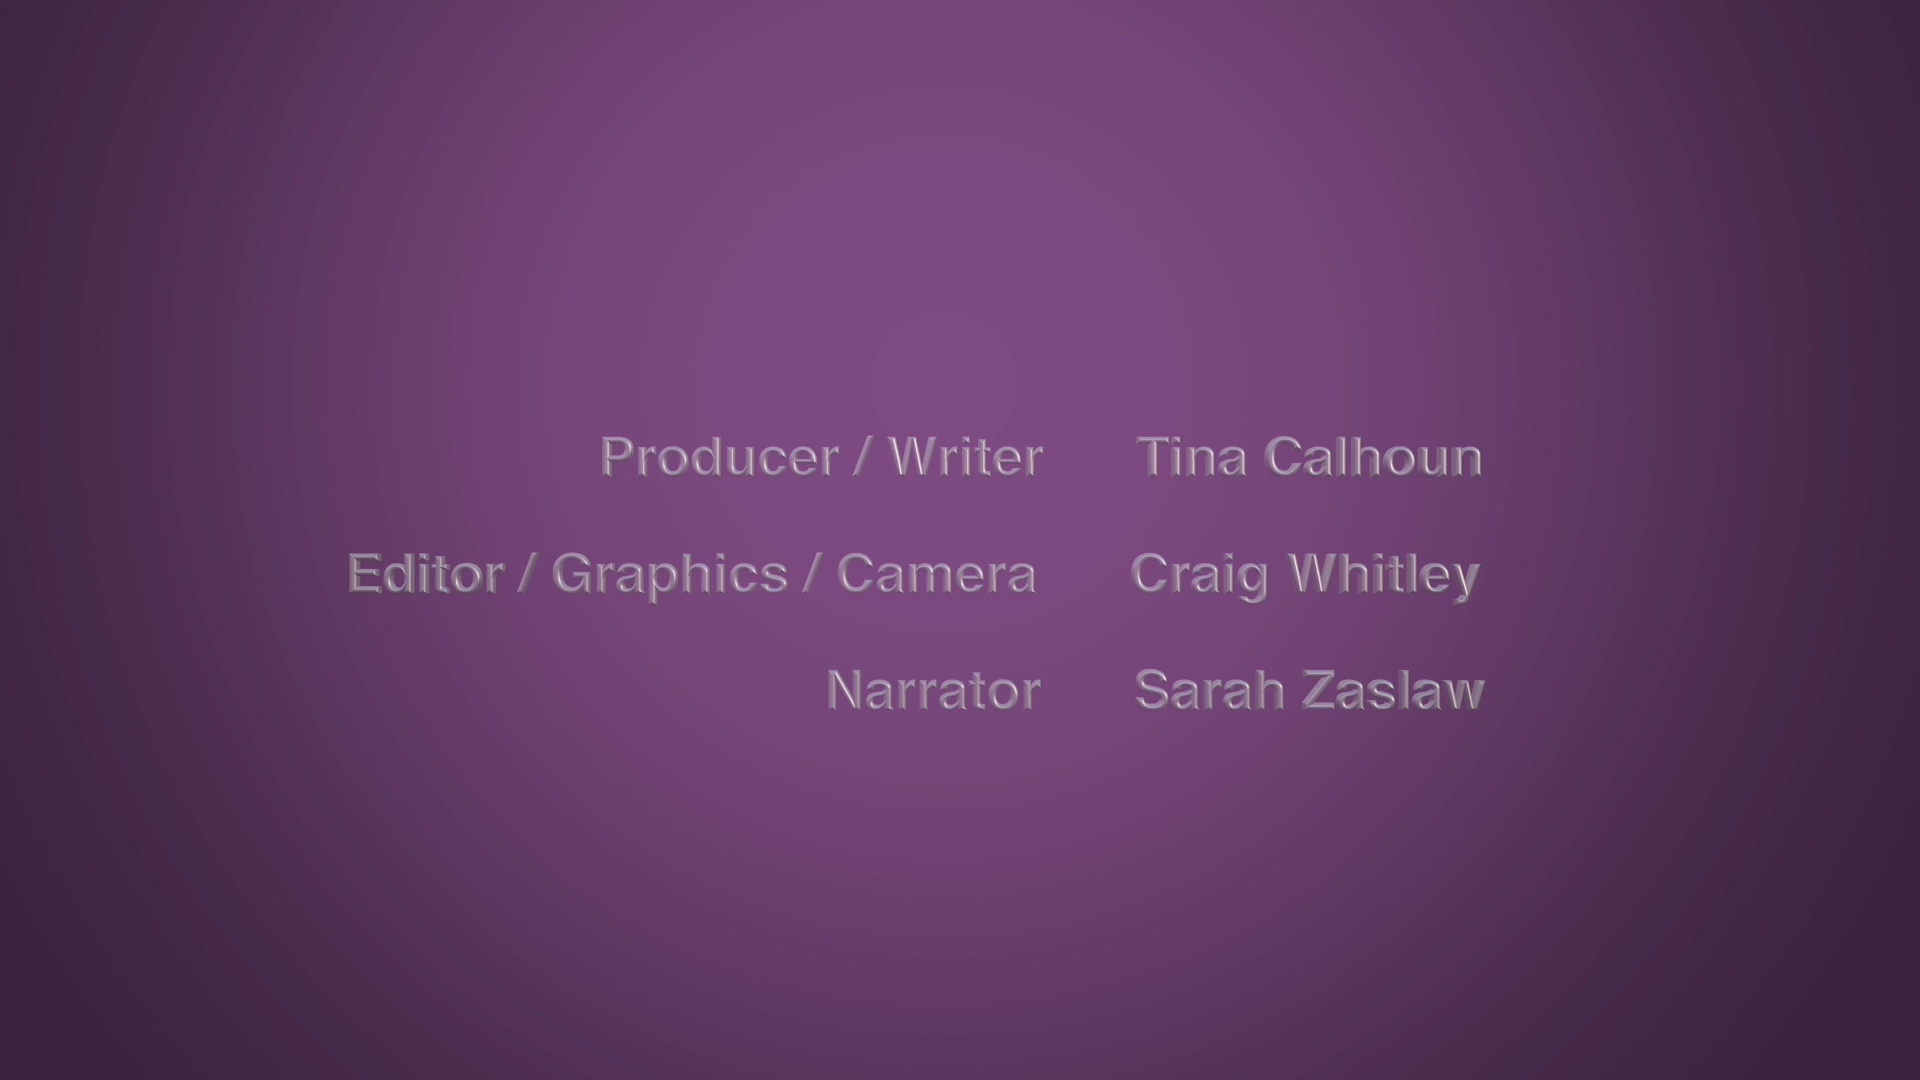 Producer / Writer Tina Calhoun
Editor / Graphics / Camera Craig Whitley
Narrator Sarah Zaslaw